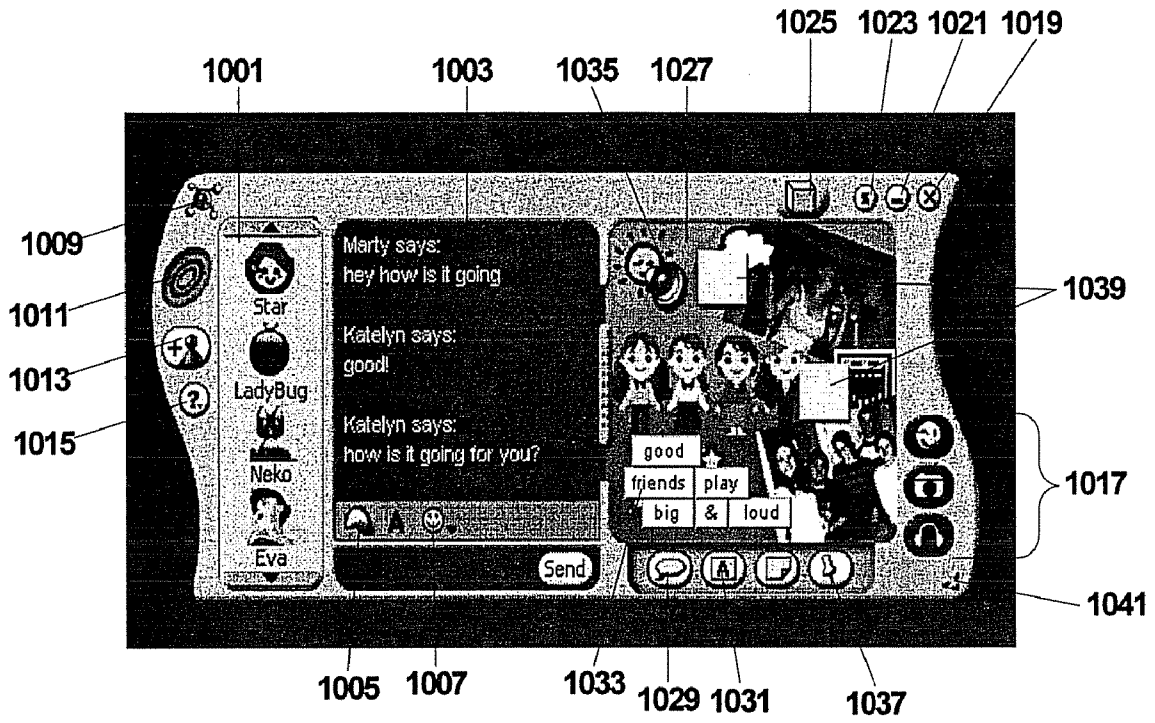 1025 1023 1021 1019
1001 1003 1035 1027
1009
1011
1013
1015
Star
LadyBug
Neko
Eva
Marty says:
hey how is it going
Katelyn says:
good!
Katelyn says:
how is it going for you?
A
Send
good
friends play
big & loud
A
+
?
X
1039
1017
1041
1005 1007 1033 1029 1031 1037